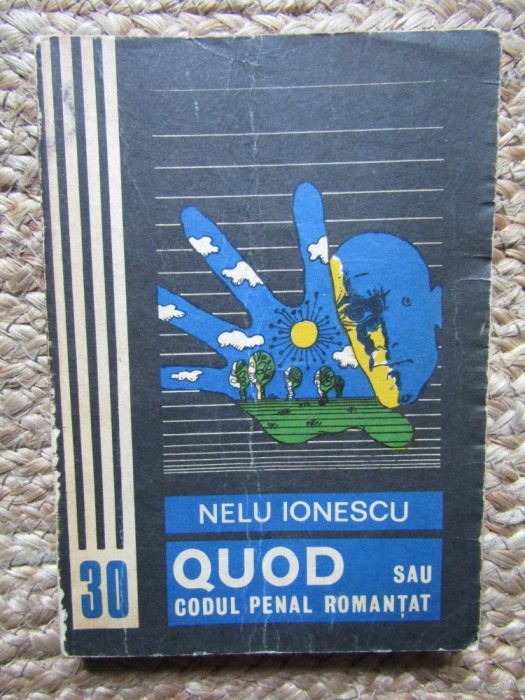 NELU IONESCU
QUOD SAU
CODUL PENAL ROMANȚAT
30